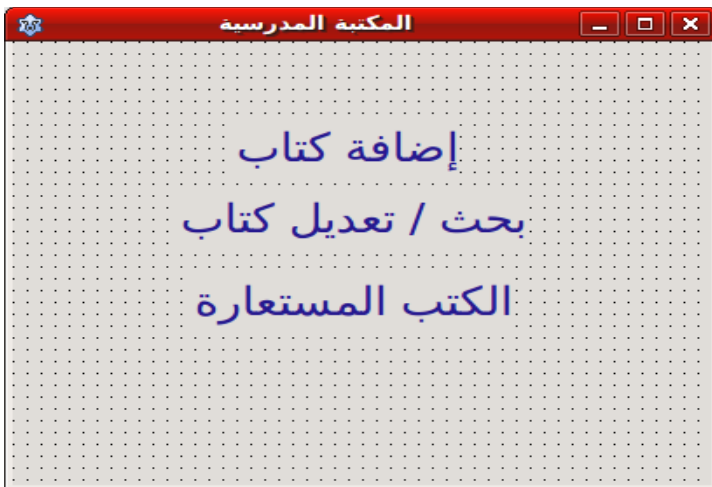 المكتبة المدرسية
إضافة كتاب
بحث / تعديل كتاب
الكتب المستعارة